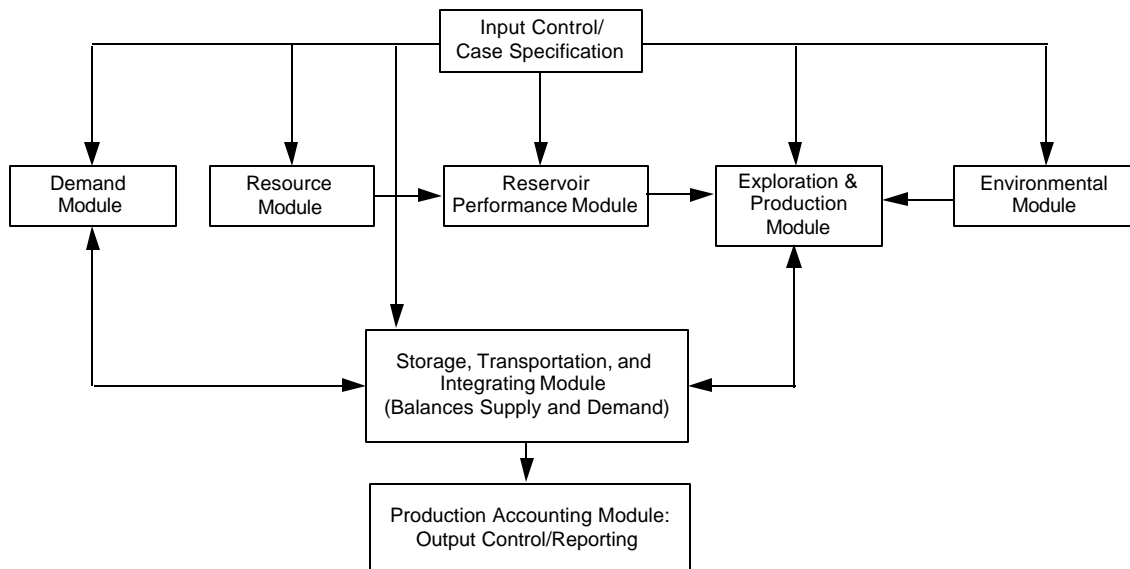 Input Control/
Case Specification
Demand
Module
Resource
Module
Reservoir
Performance Module
Exploration &
Production
Module
Environmental
Module
Storage, Transportation, and
Integrating Module
(Balances Supply and Demand)
Production Accounting Module:
Output Control/Reporting